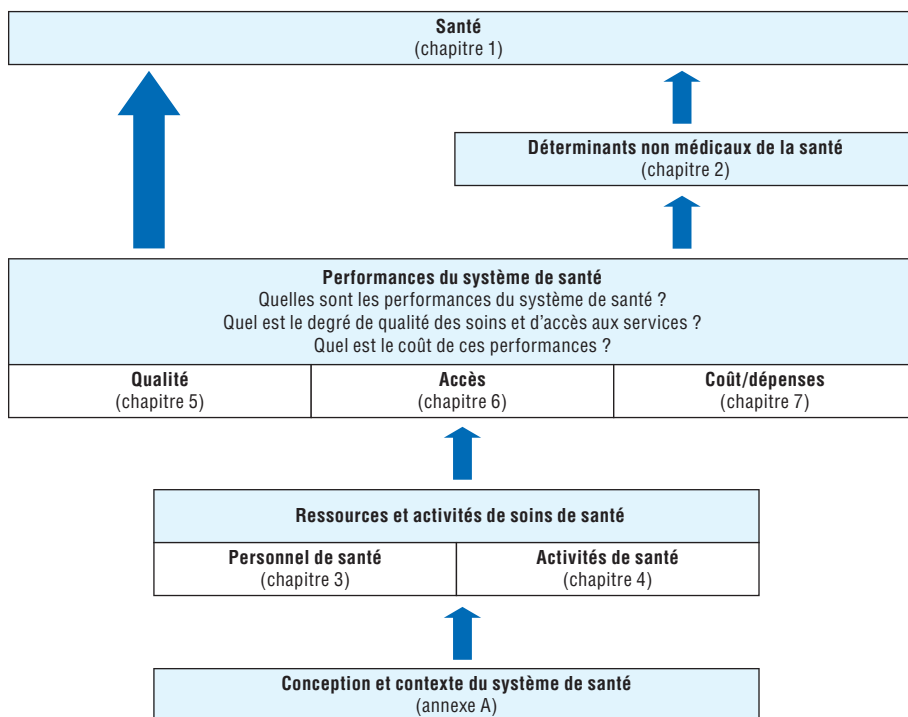 Santé
(chapitre 1)
Déterminants non médicaux de la santé
(chapitre 2)
Performances du système de santé
Quelles sont les performances du système de santé ?
Quel est le degré de qualité des soins et d'accès aux services ?
Quel est le coût de ces performances ?
Qualité
(chapitre 5)
Accès
(chapitre 6)
Coût/dépenses
(chapitre 7)
Ressources et activités de soins de santé
Personnel de santé
(chapitre 3)
Activités de santé
(chapitre 4)
Conception et contexte du système de santé
(annexe A)